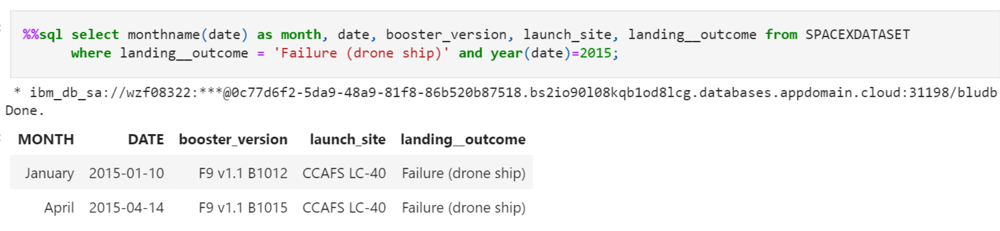 %%sql select monthname(date) as month, date, booster_version, launch_site, landing__outcome from SPACEXDATASET
where landing__outcome = 'Failure (drone ship)' and year(date)=2015;
* ibm_db_sa://wzf08322:***@0c77d6f2-5da9-48a9-81f8-86b520b87518.bs2io90l08kqb1od8lcg.databases.appdomain.cloud:31198/bludb
Done.
MONTH DATE booster_version launch_site landing__outcome
January 2015-01-10 F9 v1.1 B1012 CCAFS LC-40 Failure (drone ship)
April 2015-04-14 F9 v1.1 B1015 CCAFS LC-40 Failure (drone ship)